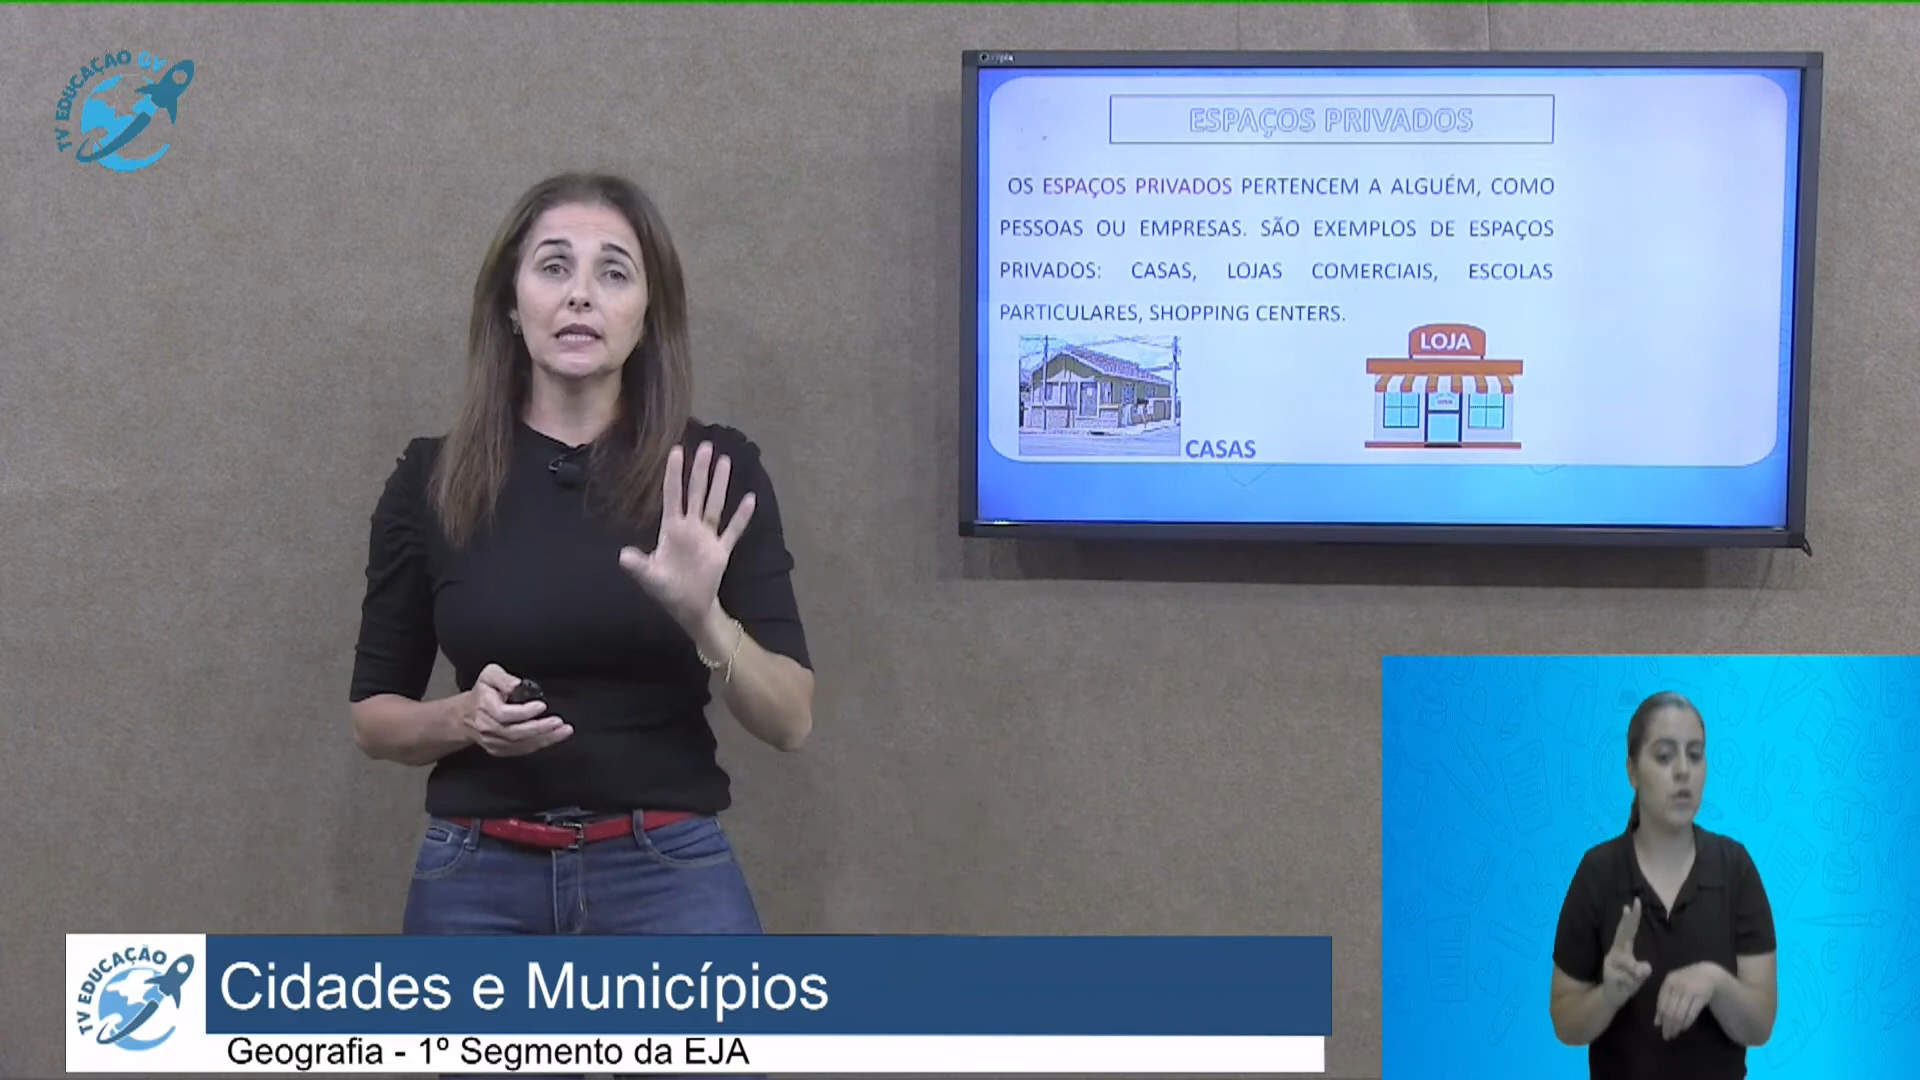 TV EDUCAÇÃO GV
ESPAÇOS PRIVADOS
OS ESPAÇOS PRIVADOS PERTENCEM A ALGUÉM, COMO
PESSOAS OU EMPRESAS. SÃO EXEMPLOS DE ESPAÇOS
PRIVADOS: CASAS, LOJAS COMERCIAIS, ESCOLAS
PARTICULARES, SHOPPING CENTERS.
LOJA
CASAS
TV EDUCAÇÃO
Cidades e Municípios
Geografia - 1º Segmento da EJA